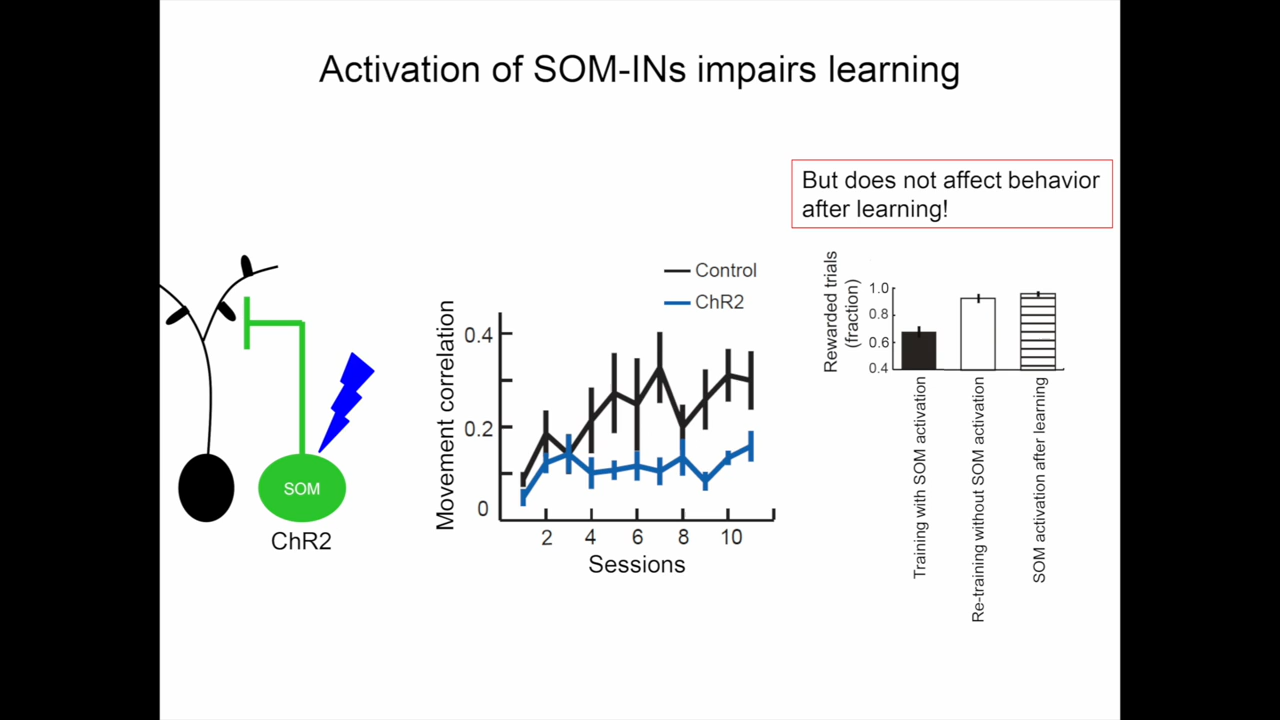 Activation of SOM-INs impairs learning
But does not affect behavior
after learning!
SOM
ChR2
Control
ChR2
Movement correlation
0.4
0.2
0
2 4 6 8 10
Sessions
Rewarded trials
(fraction)
1.0
0.8
0.6
0.4
Training with SOM activation
Re-training without SOM activation
SOM activation after learning